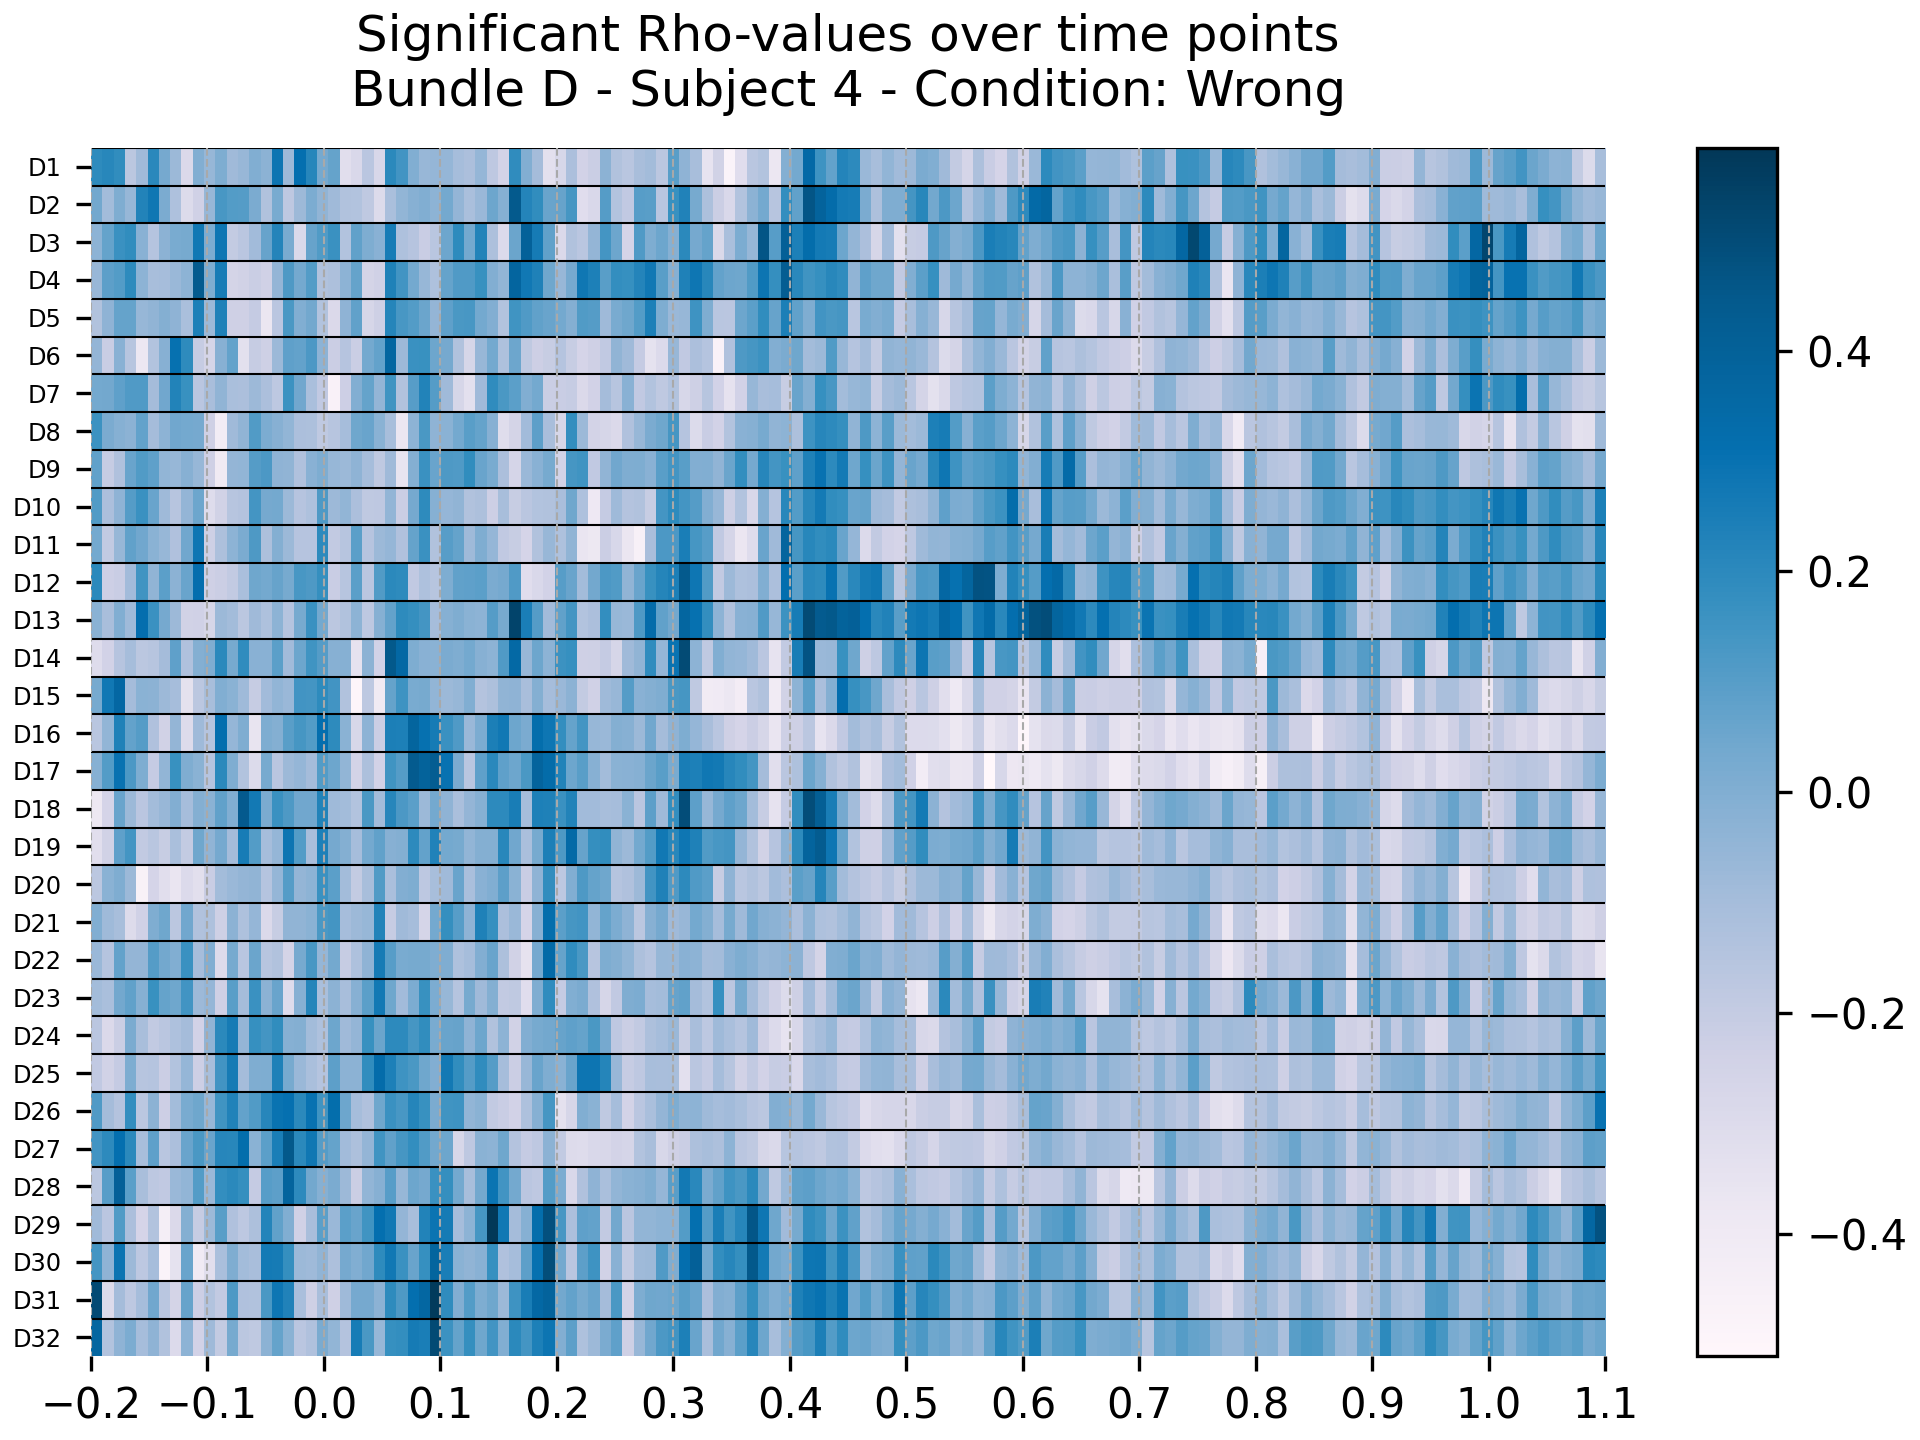 Significant Rho-values over time points
Bundle D - Subject 4 - Condition: Wrong
D1
D2
D3
D4
D5
D6
D7
D8
D9
D10
D11
D12
D13
D14
D15
D16
D17
D18
D19
D20
D21
D22
D23
D24
D25
D26
D27
D28
D29
D30
D31
D32
−0.2 −0.1 0.0 0.1 0.2 0.3 0.4 0.5 0.6 0.7 0.8 0.9 1.0 1.1
0.4
0.2
0.0
−0.2
−0.4